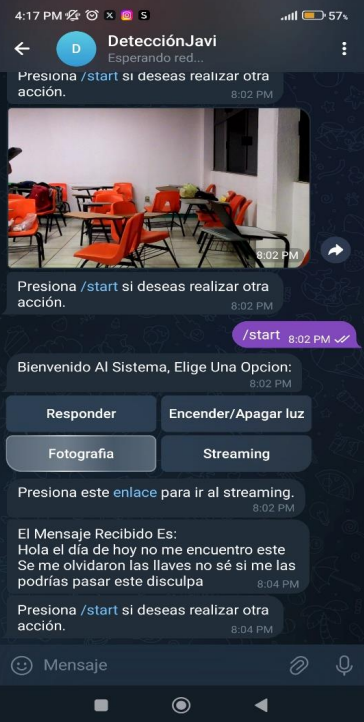 4:17 PM
57%
DetecciónJavi
D
Esperando red...
Presiona /start si deseas realizar otra
acción.
8:02 PM
8:02 PM
Presiona /start si deseas realizar otra
acción.
8:02 PM
/start 8:02 PM
Bienvenido Al Sistema, Elige Una Opcion:
8:02 PM
Responder
Encender/Apagar luz
Fotografia
Streaming
Presiona este enlace para ir al streaming.
8:02 PM
El Mensaje Recibido Es:
Hola el día de hoy no me encuentro este
Se me olvidaron las llaves no sé si me las
podrías pasar este disculpa
8:04 PM
Presiona /start si deseas realizar otra
acción.
8:04 PM
Mensaje